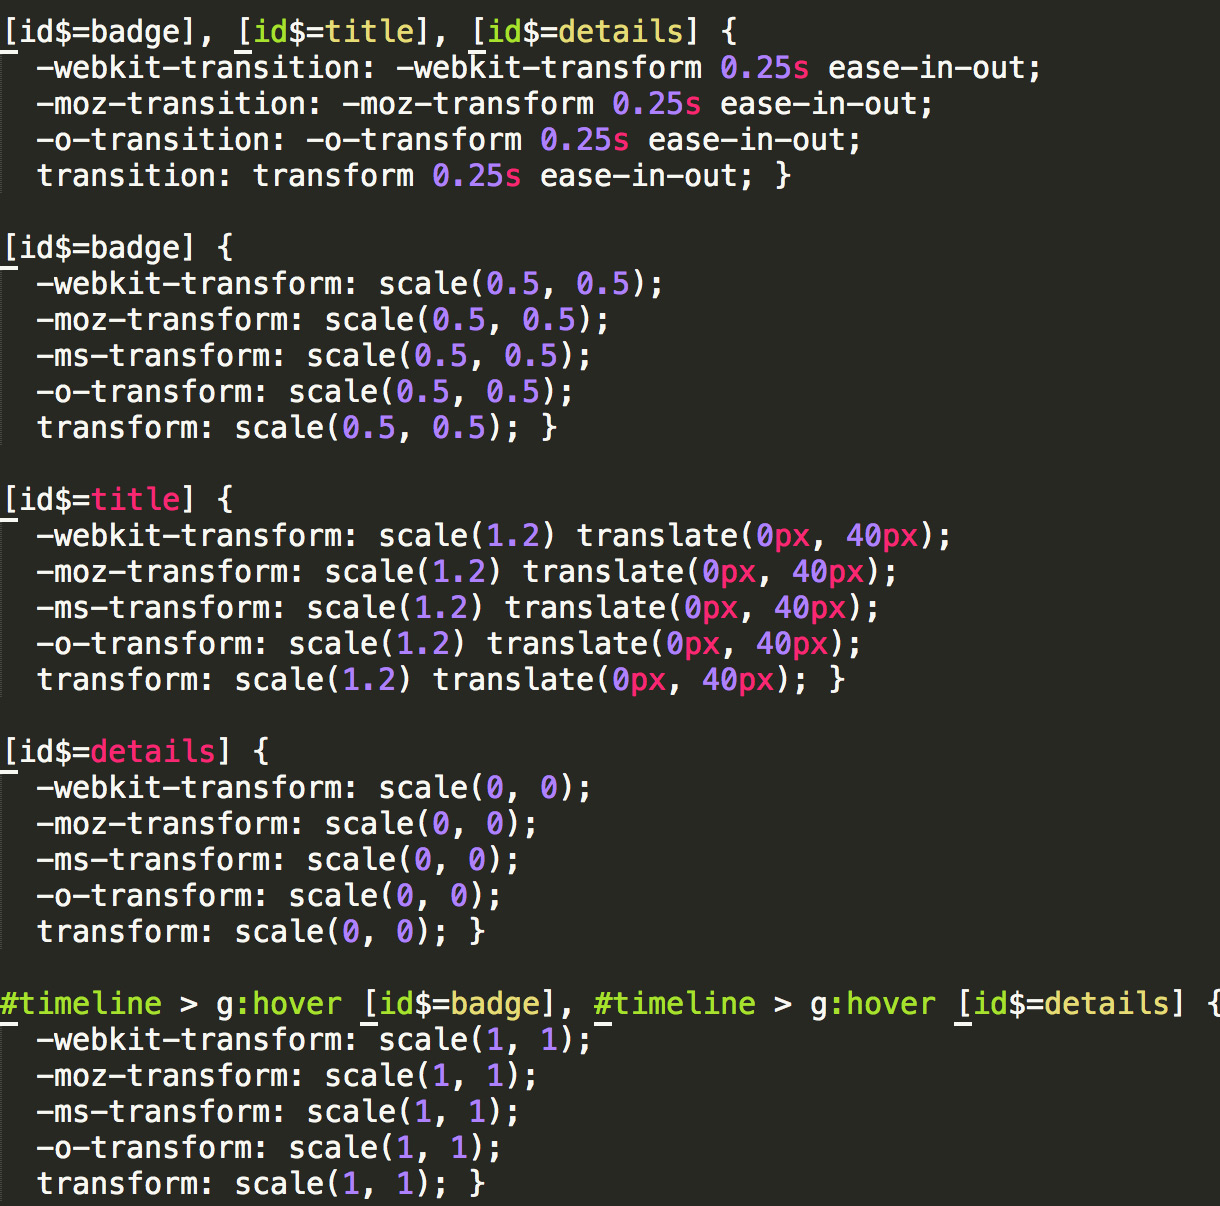 [id$=badge], [id$=title], [id$=details] {
  -webkit-transition: -webkit-transform 0.25s ease-in-out;
  -moz-transition: -moz-transform 0.25s ease-in-out;
  -o-transition: -o-transform 0.25s ease-in-out;
  transition: transform 0.25s ease-in-out; }

[id$=badge] {
  -webkit-transform: scale(0.5, 0.5);
  -moz-transform: scale(0.5, 0.5);
  -ms-transform: scale(0.5, 0.5);
  -o-transform: scale(0.5, 0.5);
  transform: scale(0.5, 0.5); }

[id$=title] {
  -webkit-transform: scale(1.2) translate(0px, 40px);
  -moz-transform: scale(1.2) translate(0px, 40px);
  -ms-transform: scale(1.2) translate(0px, 40px);
  -o-transform: scale(1.2) translate(0px, 40px);
  transform: scale(1.2) translate(0px, 40px); }

[id$=details] {
  -webkit-transform: scale(0, 0);
  -moz-transform: scale(0, 0);
  -ms-transform: scale(0, 0);
  -o-transform: scale(0, 0);
  transform: scale(0, 0); }

#timeline > g:hover [id$=badge], #timeline > g:hover [id$=details] {
  -webkit-transform: scale(1, 1);
  -moz-transform: scale(1, 1);
  -ms-transform: scale(1, 1);
  -o-transform: scale(1, 1);
  transform: scale(1, 1); }